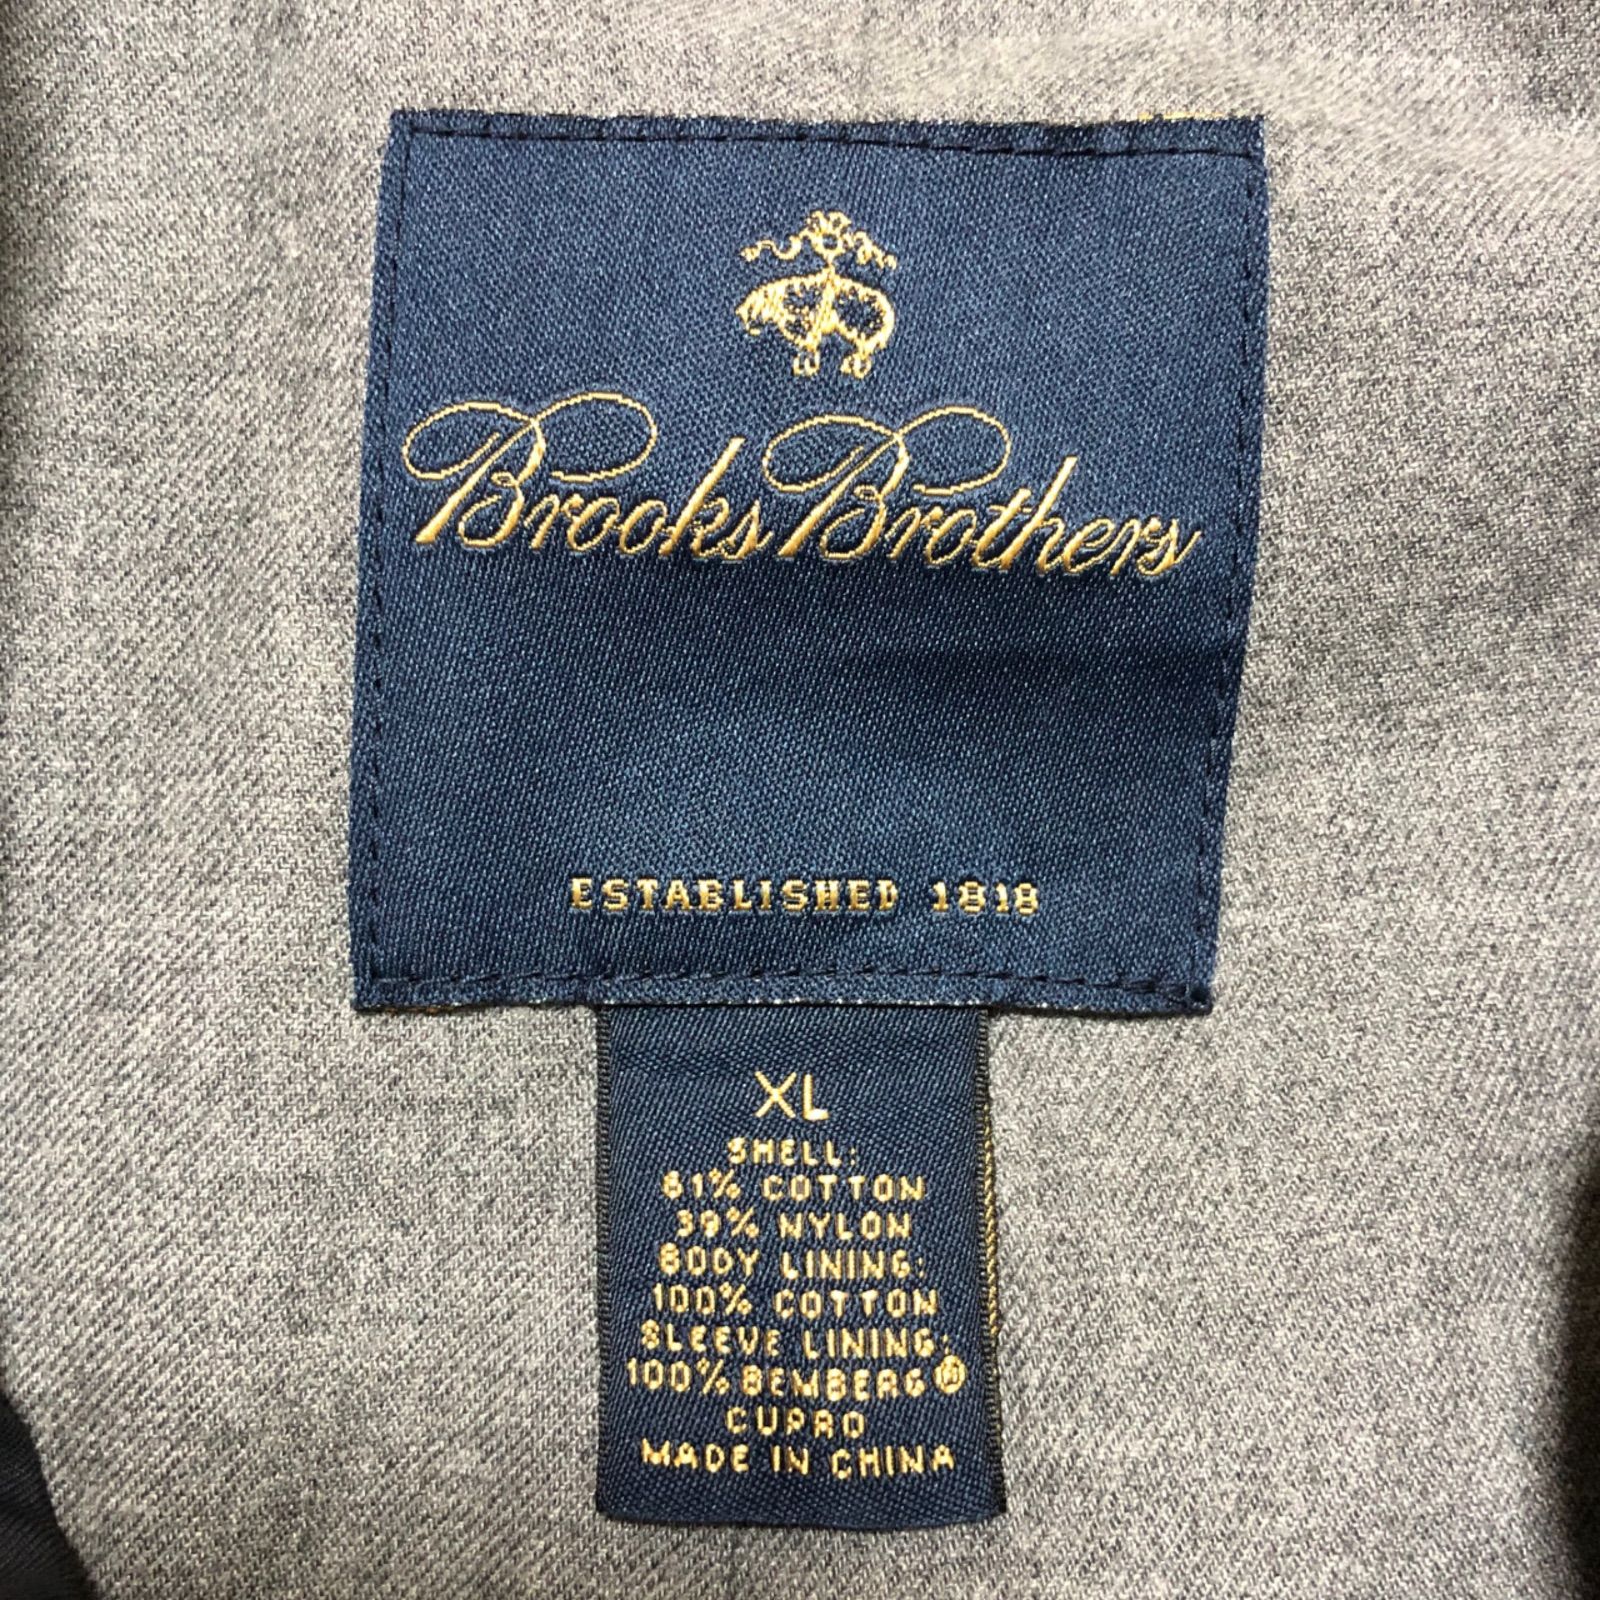 Brooks Brothers
ESTABLISHED 1818
XL
SHELL:
61% COTTON
39% NYLON
BODY LINING:
100% COTTON
SLEEVE LINING:
100% BEMBERG®
CUPRO
MADE IN CHINA